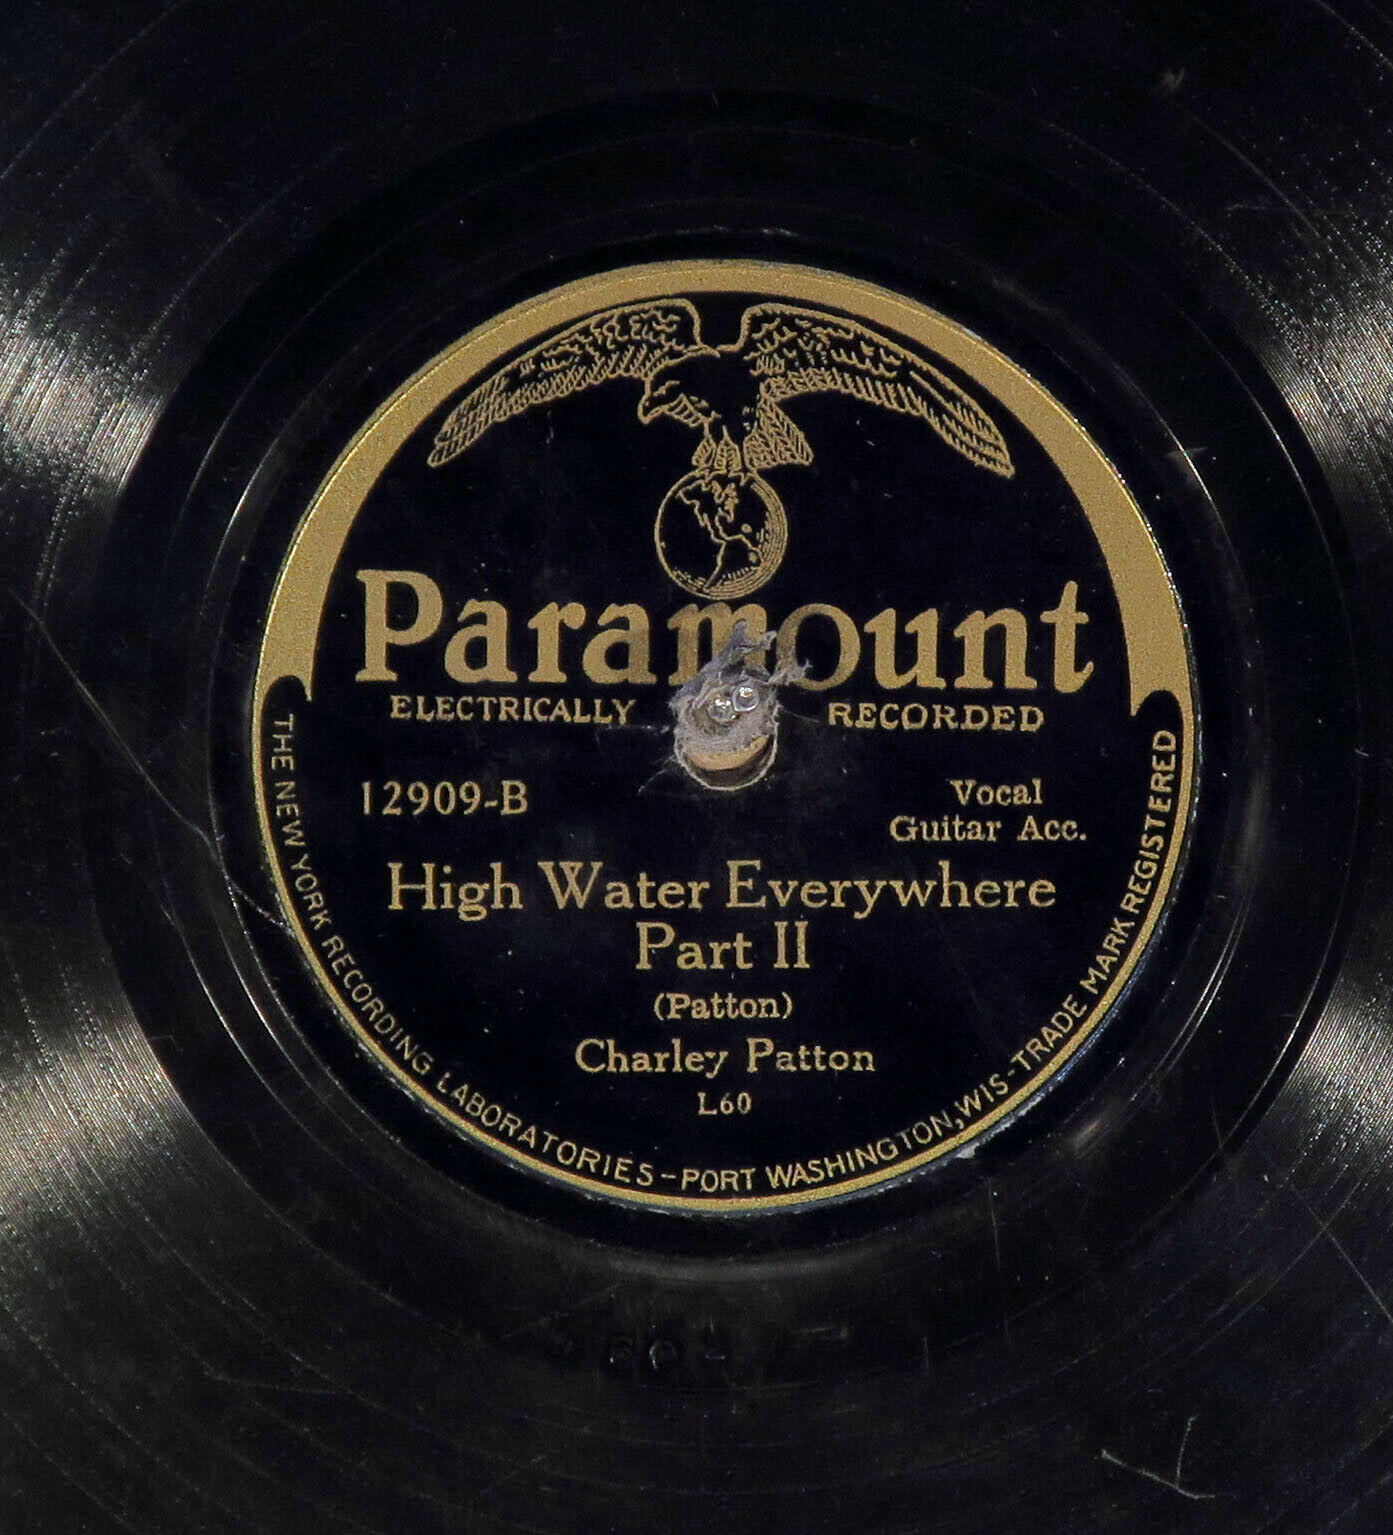 Paramount
ELECTRICALLY RECORDED
12909-B
Vocal
Guitar Acc.
High Water Everywhere
Part II
(Patton)
Charley Patton
L60
THE NEW YORK RECORDING LABORATORIES-PORT WASHINGTON, WIS-TRADE MARK REGISTERED